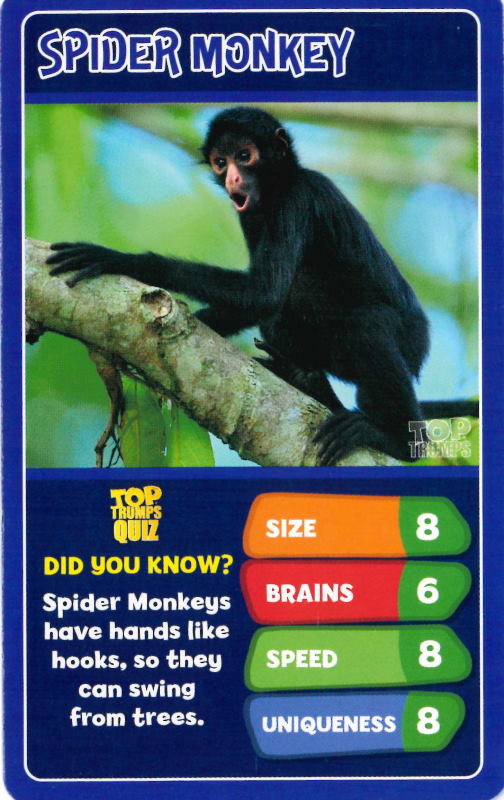 SPIDER MONKEY
TOP
TRUMPS
TOP
TRUMPS
QUIZ
DID YOU KNOW?
Spider Monkeys
have hands like
hooks, so they
can swing
from trees.
SIZE 8
BRAINS 6
SPEED 8
UNIQUENESS 8